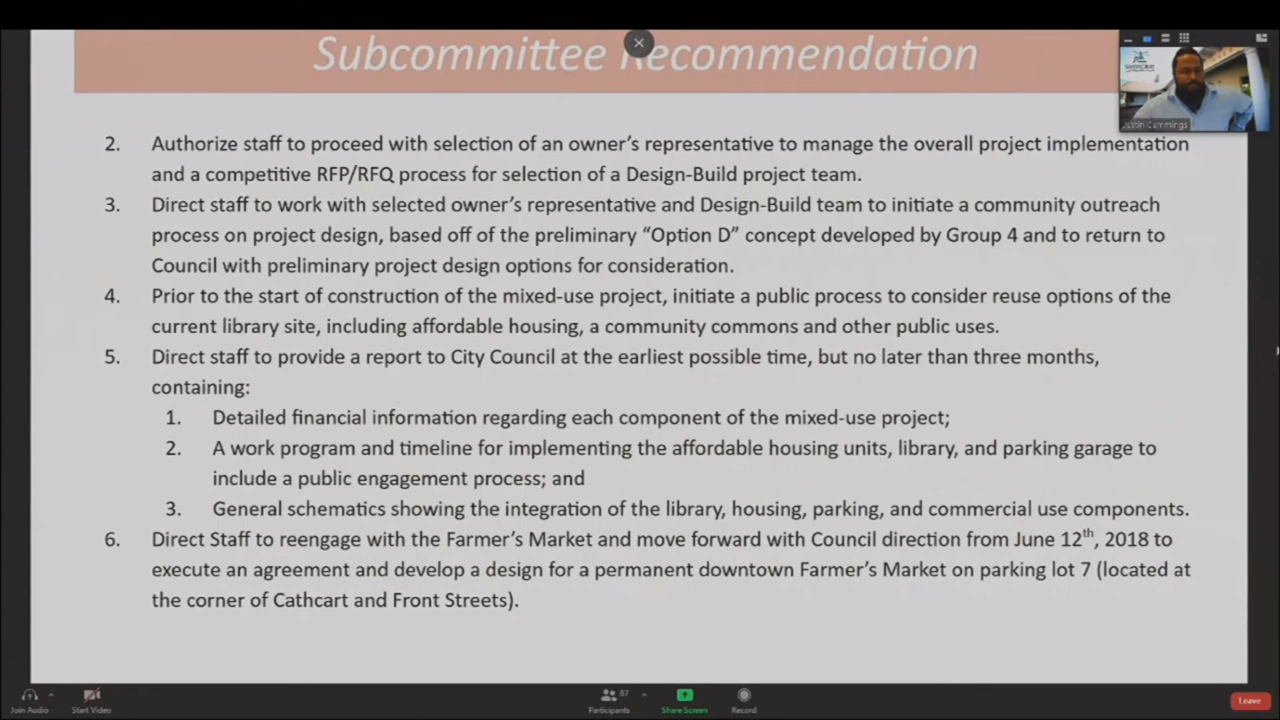 Subcommittee Recommendation
2. Authorize staff to proceed with selection of an owner's representative to manage the overall project implementation
and a competitive RFP/RFQ process for selection of a Design-Build project team.
3. Direct staff to work with selected owner's representative and Design-Build team to initiate a community outreach
process on project design, based off of the preliminary “Option D” concept developed by Group 4 and to return to
Council with preliminary project design options for consideration.
4. Prior to the start of construction of the mixed-use project, initiate a public process to consider reuse options of the
current library site, including affordable housing, a community commons and other public uses.
5. Direct staff to provide a report to City Council at the earliest possible time, but no later than three months,
containing:
1. Detailed financial information regarding each component of the mixed-use project;
2. A work program and timeline for implementing the affordable housing units, library, and parking garage to
include a public engagement process; and
3. General schematics showing the integration of the library, housing, parking, and commercial use components.
6. Direct Staff to reengage with the Farmer's Market and move forward with Council direction from June 12th, 2018 to
execute an agreement and develop a design for a permanent downtown Farmer's Market on parking lot 7 (located at
the corner of Cathcart and Front Streets).
Justin Cummings
Join Audio
Start Video
87
Participants
Share Screen
Record
Leave